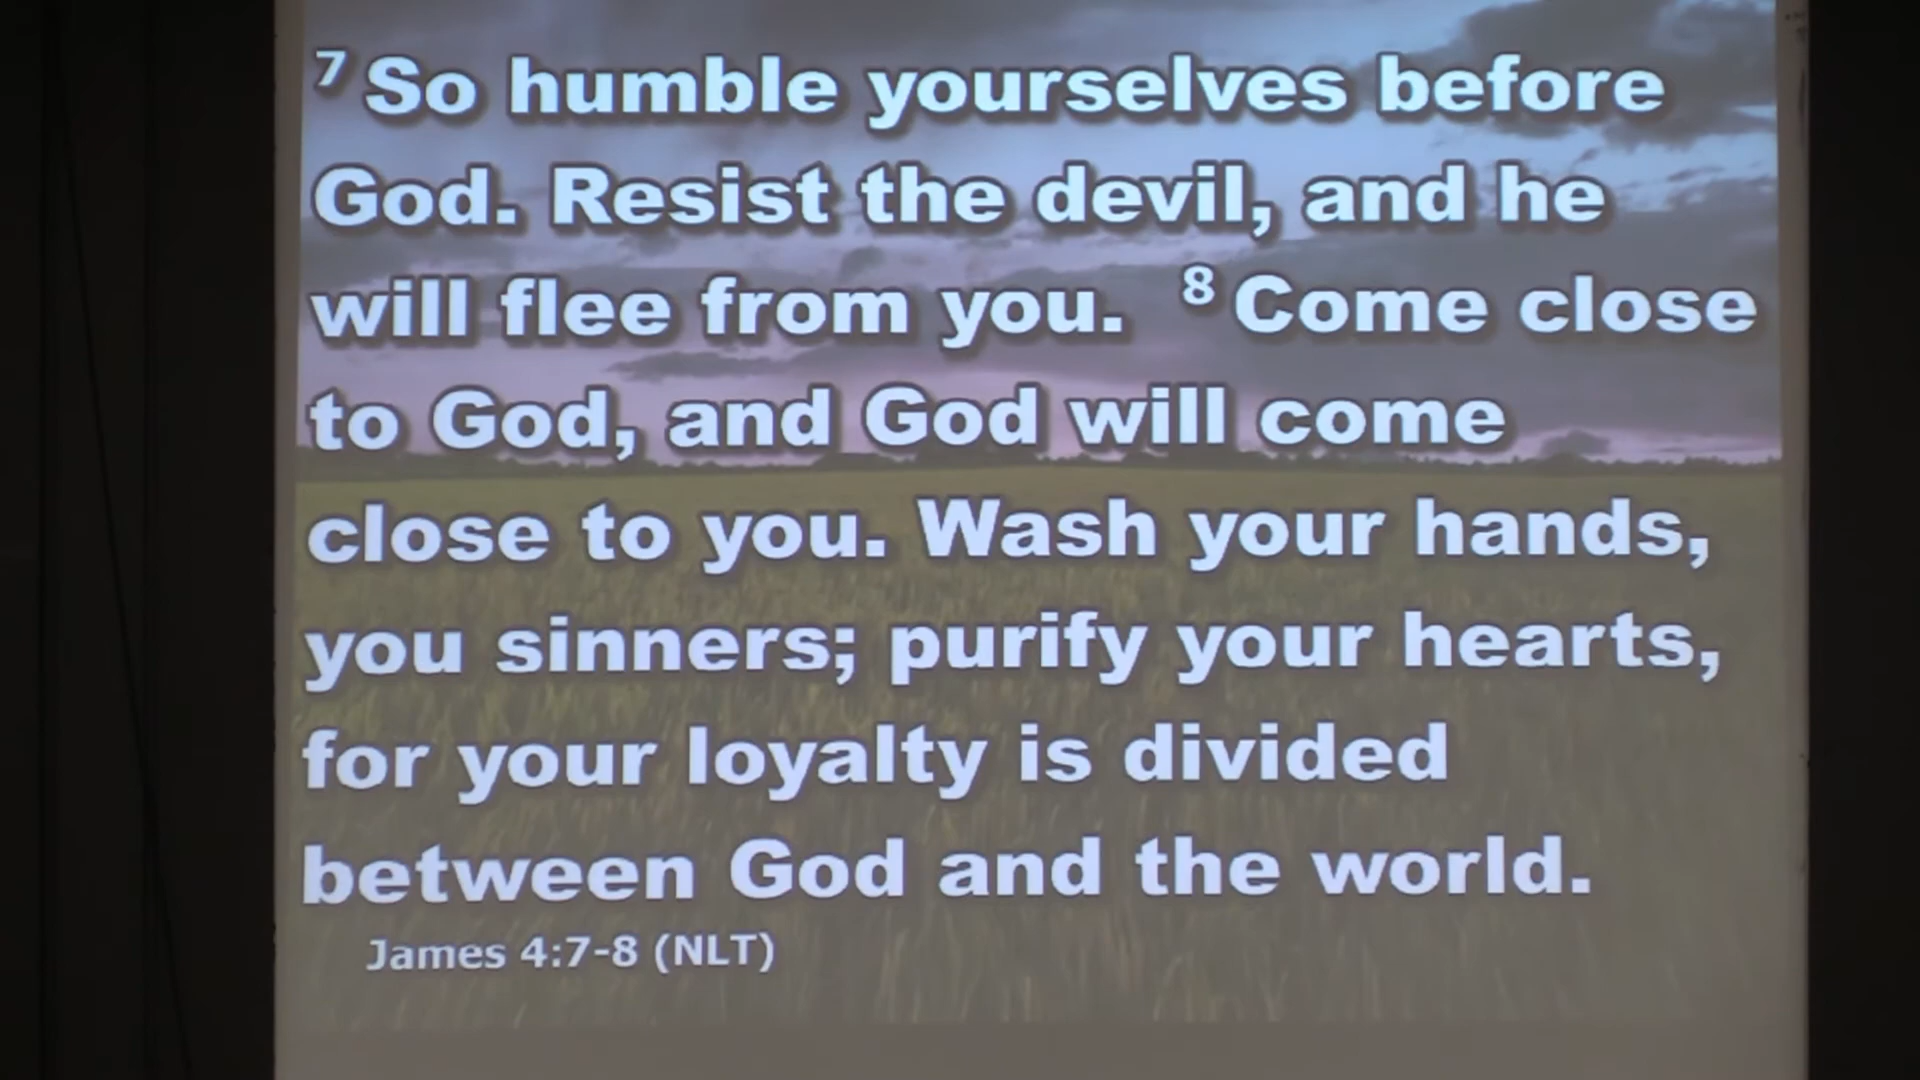 7 So humble yourselves before
God. Resist the devil, and he
will flee from you. 8 Come close
to God, and God will come
close to you. Wash your hands,
you sinners; purify your hearts,
for your loyalty is divided
between God and the world.
James 4:7-8 (NLT)